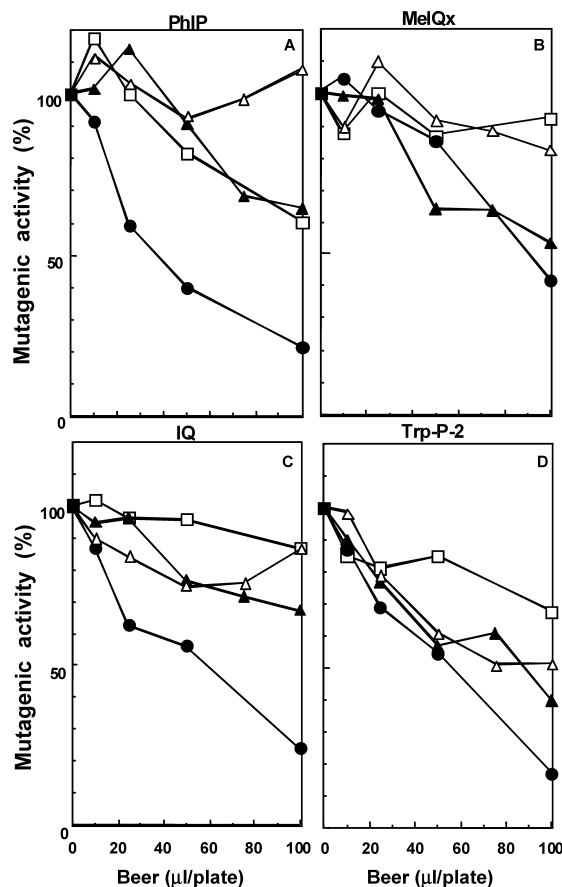 PhIP
MeIQx
A
B
100
50
0
Mutagenic activity (%)
IQ
Trp-P-2
C
D
100
50
0
Mutagenic activity (%)
0 20 40 60 80 100
0 20 40 60 80 100
Beer (μl/plate)
Beer (μl/plate)